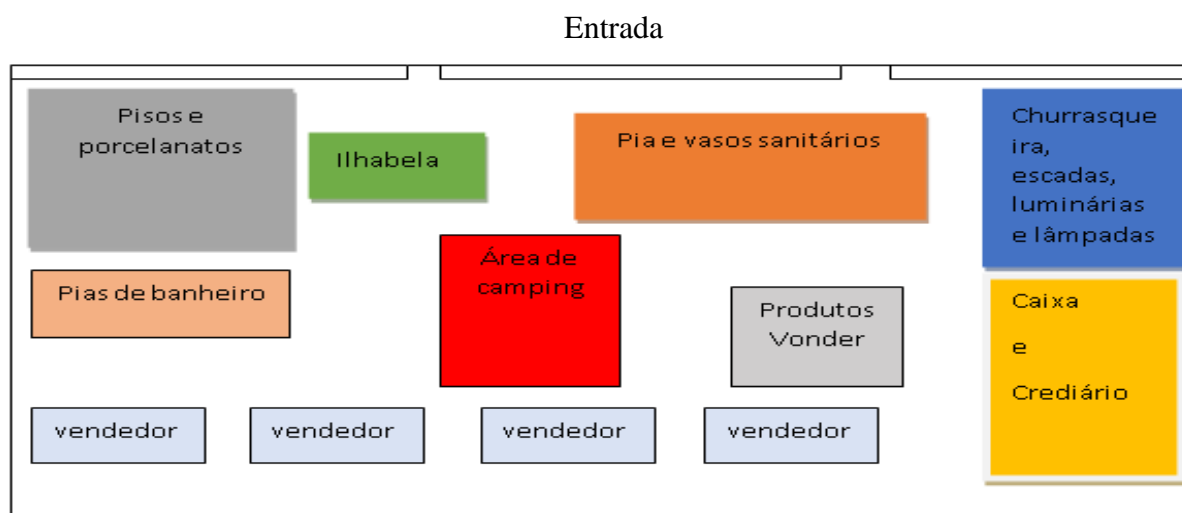 Entrada
Pisos e
porcelanatos
Ilhabela
Pia e vasos sanitários
Churrasque
ira,
escadas,
luminárias
e lâmpadas
Pias de banheiro
Área de
camping
Produtos
Vonder
Caixa
e
Crediário
vendedor
vendedor
vendedor
vendedor